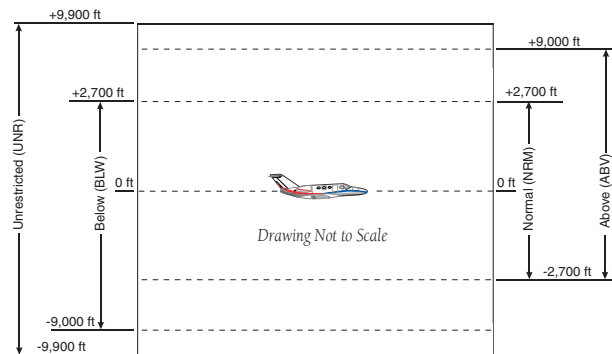 +9,900 ft
+9,000 ft
+2,700 ft
+2,700 ft
Unrestricted (UNR)
Below (BLW)
0 ft
0 ft
Normal (NRM)
Above (ABV)
Drawing Not to Scale
-2,700 ft
-9,000 ft
-9,900 ft